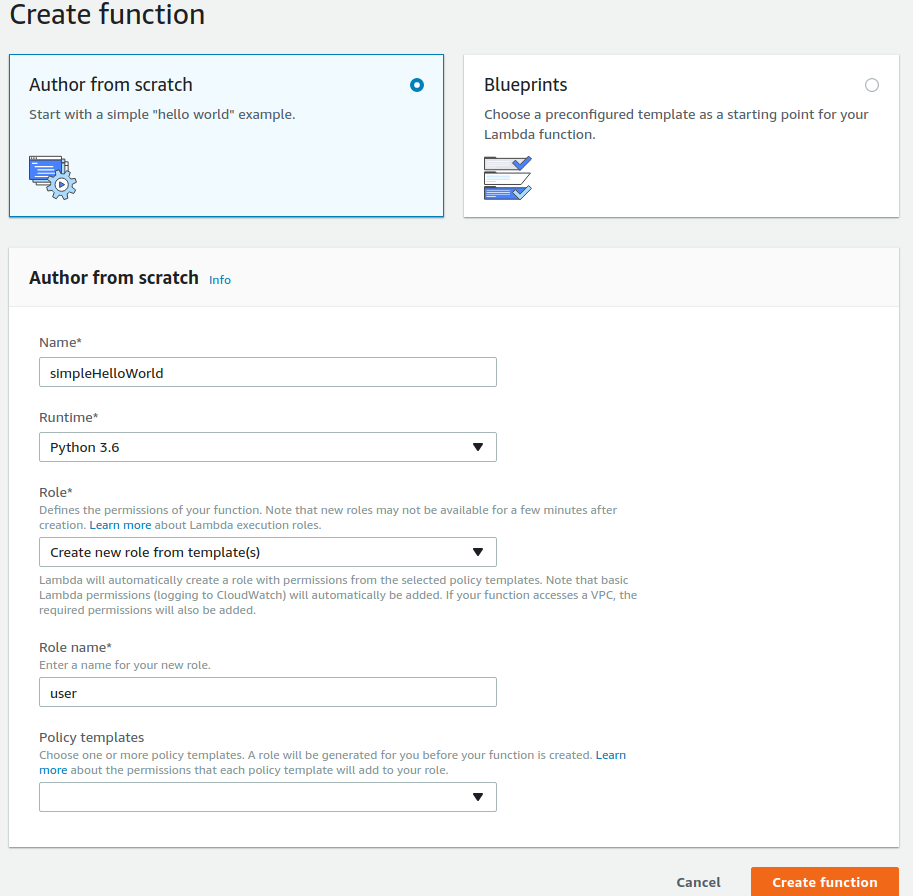 Create function
Author from scratch
Start with a simple "hello world" example.
Blueprints
Choose a preconfigured template as a starting point for your
Lambda function.
Author from scratch Info
Name*
simpleHelloWorld
Runtime*
Python 3.6
Role*
Defines the permissions of your function. Note that new roles may not be available for a few minutes after
creation. Learn more about Lambda execution roles.
Create new role from template(s)
Lambda will automatically create a role with permissions from the selected policy templates. Note that basic
Lambda permissions (logging to CloudWatch) will automatically be added. If your function accesses a VPC, the
required permissions will also be added.
Role name*
Enter a name for your new role.
user
Policy templates
Choose one or more policy templates. A role will be generated for you before your function is created. Learn
more about the permissions that each policy template will add to your role.
Cancel
Create function